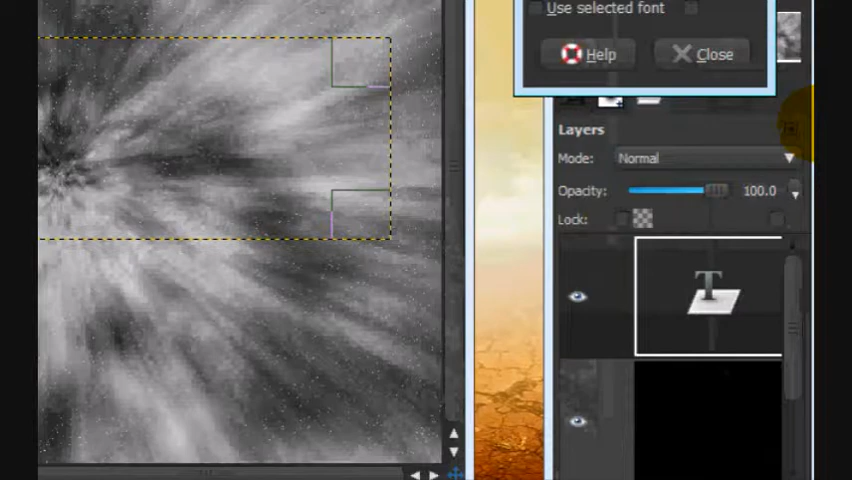 Use selected font
Help
Close
Layers
Mode:
Normal
Opacity:
100.0
Lock:
T